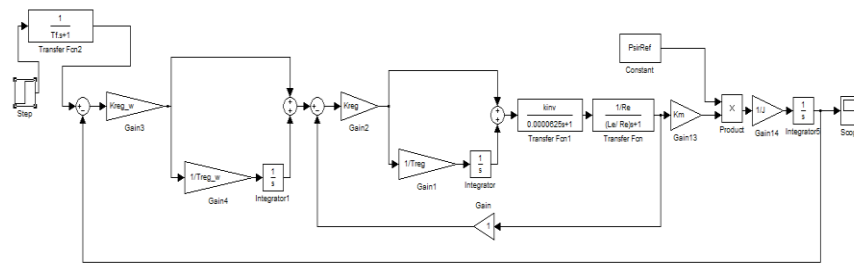 1
Tf.s+1
Transfer Fcn2
Step
Kreg_w
Gain3
1/Treg_w
Gain4
1
s
Integrator1
Kreg
Gain2
1/Treg
Gain1
1
s
Integrator
kinv
0.0000625s+1
Transfer Fcn1
1/Re
(Le/ Re)s+1
Transfer Fcn
Gain
1
Km
Gain13
PsirRef
Constant
X
Product
1/J
Gain14
1
s
Integrator5
Scop